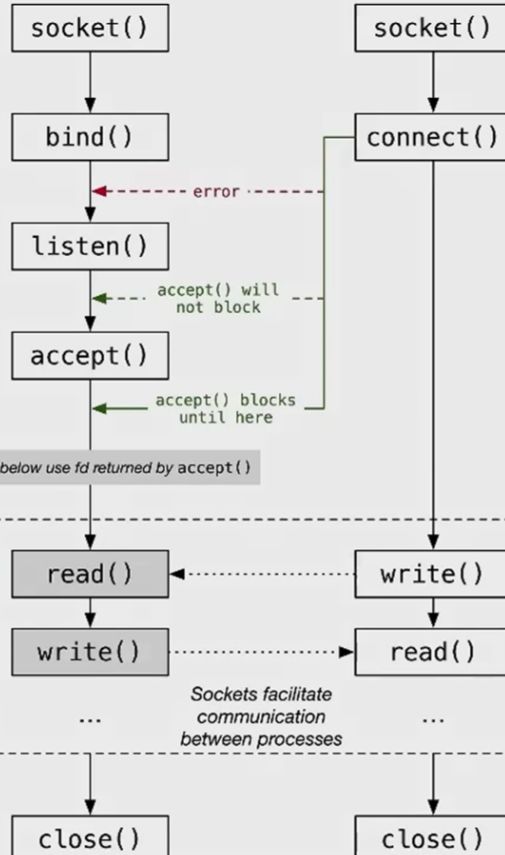 socket() socket()
bind() connect()
error
listen()
accept() will
not block
accept()
accept() blocks
until here
below use fd returned by accept()
read() write()
write() read()
Sockets facilitate
... communication ...
between processes
close() close()